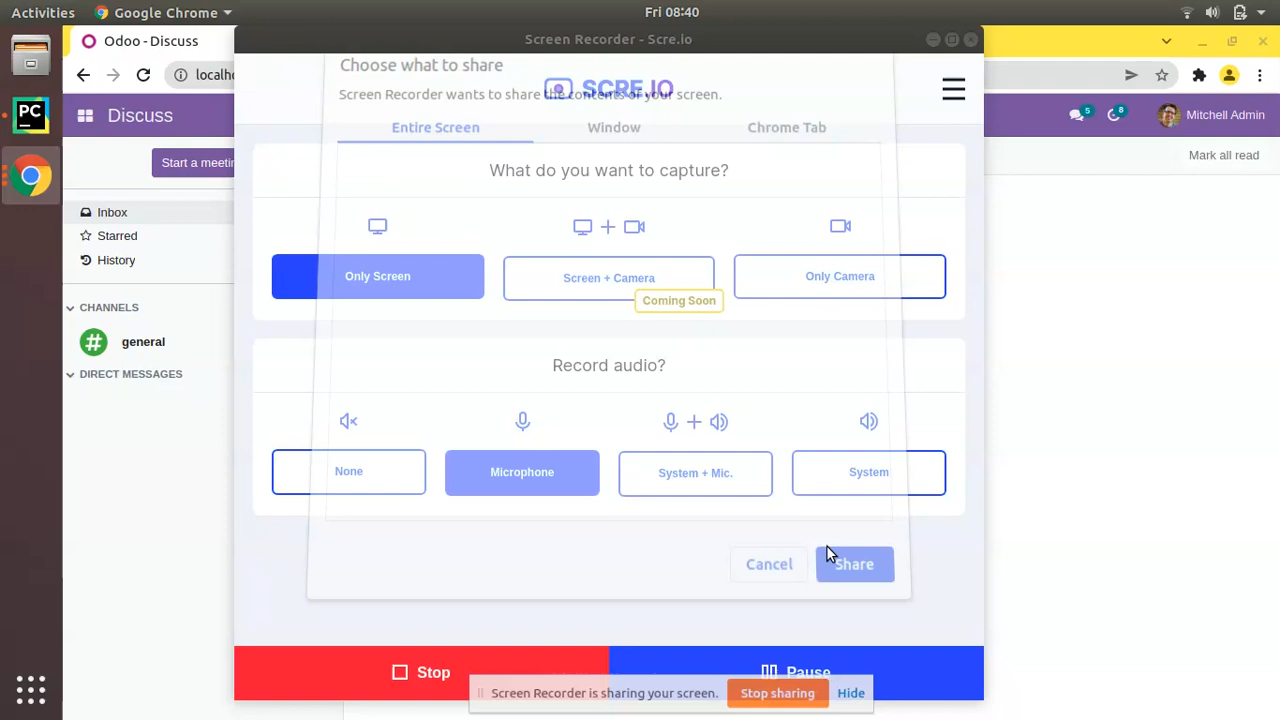 Activities
Google Chrome
Fri 08:40
Odoo - Discuss
Screen Recorder - Scre.io
localh
Choose what to share
SCRE.IO
Screen Recorder wants to share the contents of your screen.
Discuss
5
8
Mitchell Admin
Entire Screen
Window
Chrome Tab
Start a meetin
Mark all read
What do you want to capture?
Inbox
Starred
History
Only Screen
Screen + Camera
Only Camera
Coming Soon
CHANNELS
general
DIRECT MESSAGES
Record audio?
None
Microphone
System + Mic.
System
Cancel
Share
Stop
Pause
Screen Recorder is sharing your screen.
Stop sharing
Hide
PC